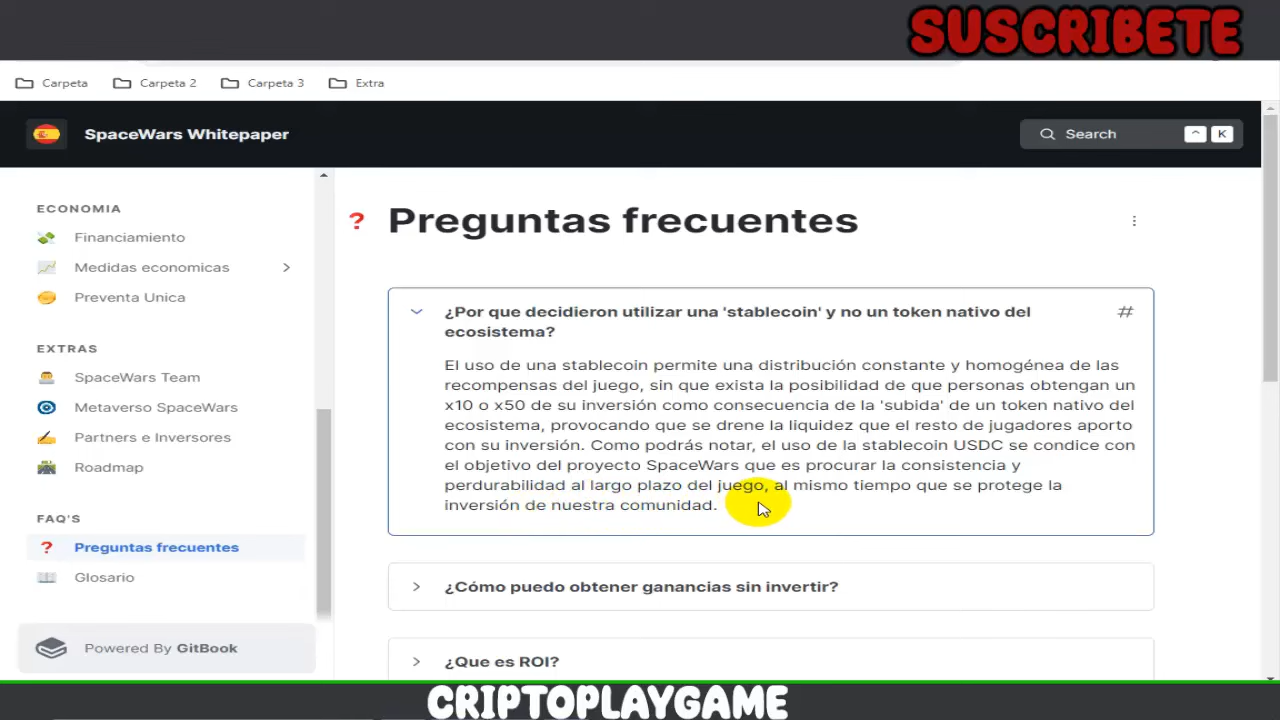 SUSCRIBETE
Carpeta
Carpeta 2
Carpeta 3
Extra
SpaceWars Whitepaper
Search
^ K
ECONOMIA
Financiamiento
Medidas economicas
Preventa Unica
EXTRAS
SpaceWars Team
Metaverso SpaceWars
Partners e Inversores
Roadmap
FAQ'S
? Preguntas frecuentes
Glosario
Powered By GitBook
? Preguntas frecuentes
¿Por que decidieron utilizar una 'stablecoin' y no un token nativo del
ecosistema?
#
El uso de una stablecoin permite una distribución constante y homogénea de las
recompensas del juego, sin que exista la posibilidad de que personas obtengan un
x10 o x50 de su inversión como consecuencia de la 'subida' de un token nativo del
ecosistema, provocando que se drene la liquidez que el resto de jugadores aporto
con su inversión. Como podrás notar, el uso de la stablecoin USDC se condice con
el objetivo del proyecto SpaceWars que es procurar la consistencia y
perdurabilidad al largo plazo del juego, al mismo tiempo que se protege la
inversión de nuestra comunidad.
¿Cómo puedo obtener ganancias sin invertir?
¿Que es ROI?
CRIPTOPLAYGAME